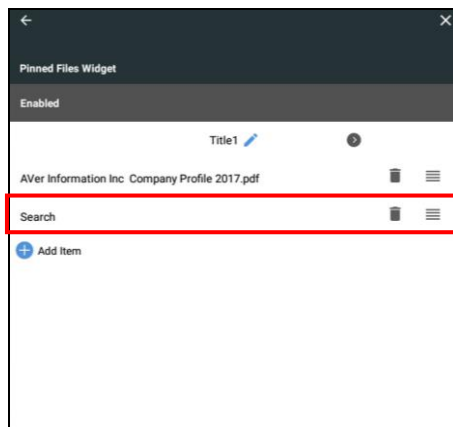 Pinned Files Widget
Enabled
Title1
AVer Information Inc Company Profile 2017.pdf
Search
Add Item